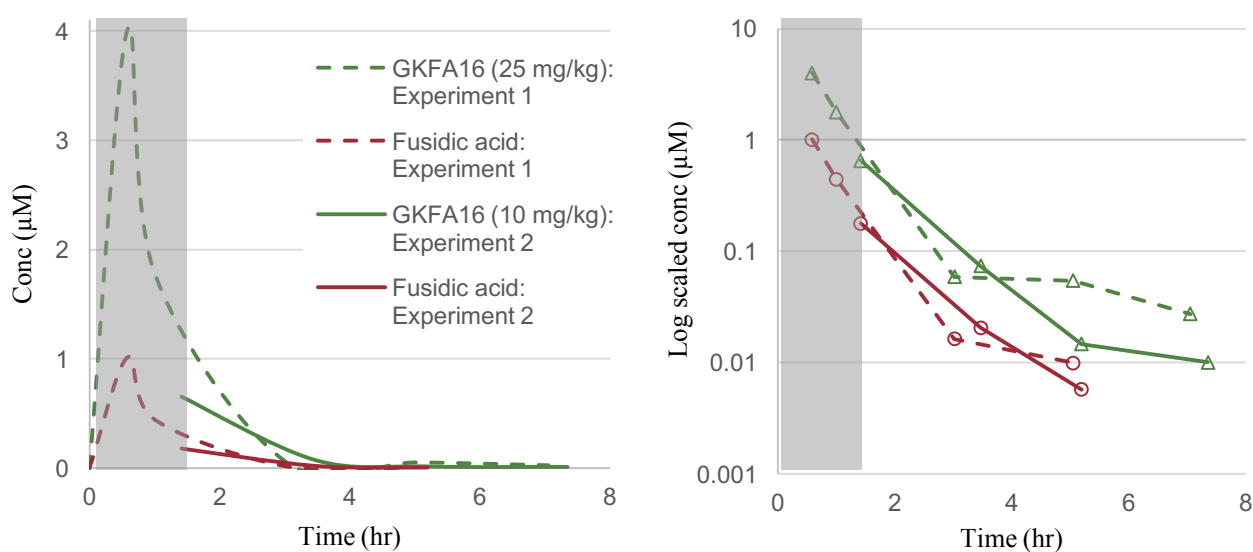 4
3
2
1
0
Conc (µM)
0
2
4
6
8
Time (hr)
GKFA16 (25 mg/kg):
Experiment 1
Fusidic acid:
Experiment 1
GKFA16 (10 mg/kg):
Experiment 2
Fusidic acid:
Experiment 2
10
1
0.1
0.01
0.001
Log scaled conc (µM)
0
2
4
6
8
Time (hr)